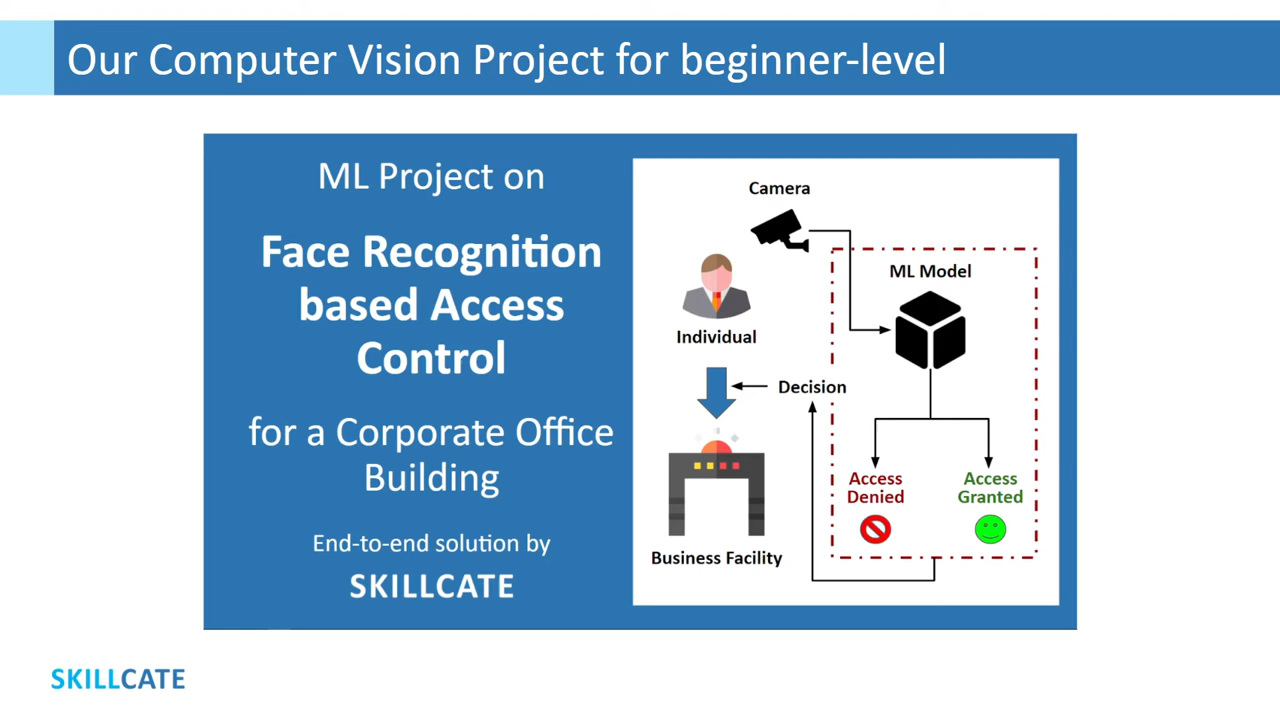 Our Computer Vision Project for beginner-level
ML Project on
Face Recognition
based Access
Control
for a Corporate Office
Building
End-to-end solution by
SKILLCATE
Camera
ML Model
Individual
Decision
Access
Denied
Access
Granted
Business Facility
SKILLCATE